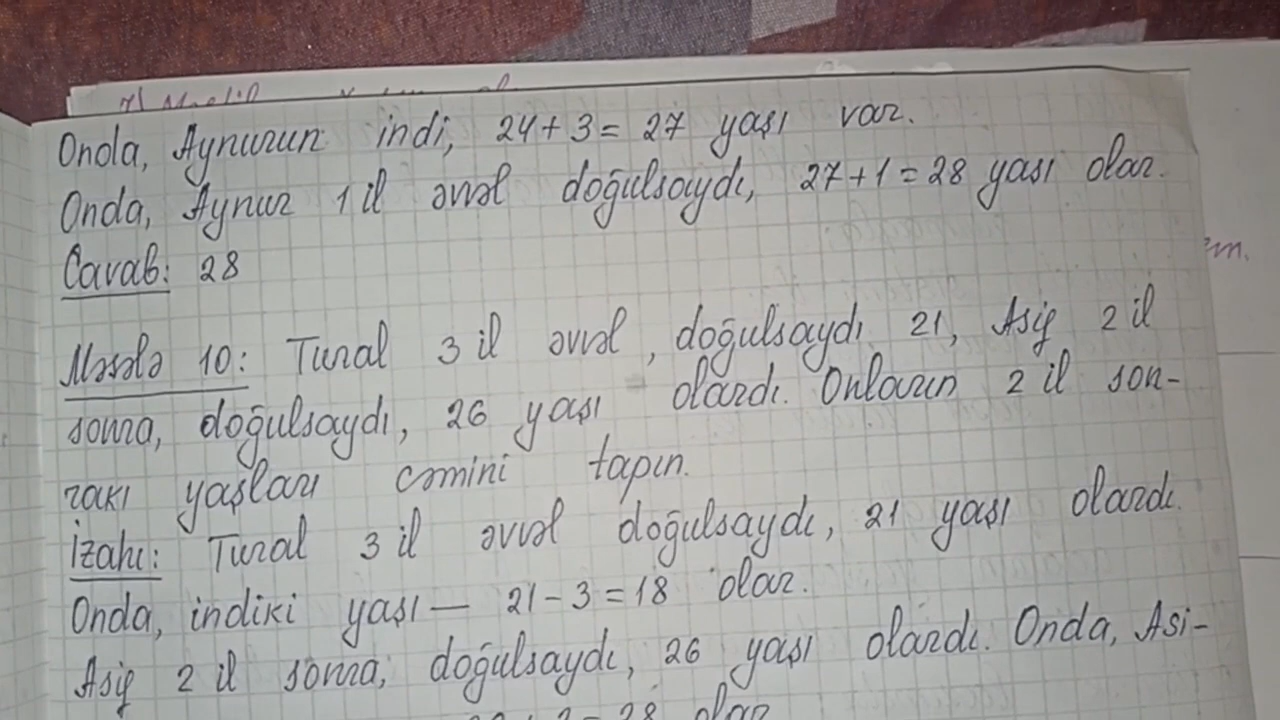 Onda, Aynurun indi, 24+3=27 yaşı var.
Onda, Aynur 1 il əvvəl doğulsaydı, 27+1=28 yaşı olar.
Cavab: 28
Məsələ 10: Tural 3 il əvvəl, doğulsaydı 21, Asif 2 il
sonra, doğulsaydı, 26 yaşı olardı. Onların 2 il son-
rakı yaşları cəmini tapın.
İzahı: Tural 3 il əvvəl doğulsaydı, 21 yaşı olardı.
Onda, indiki yaşı — 21-3=18 olar.
Asif 2 il sonra, doğulsaydı, 26 yaşı olardı. Onda, Asi-
2=28 olar